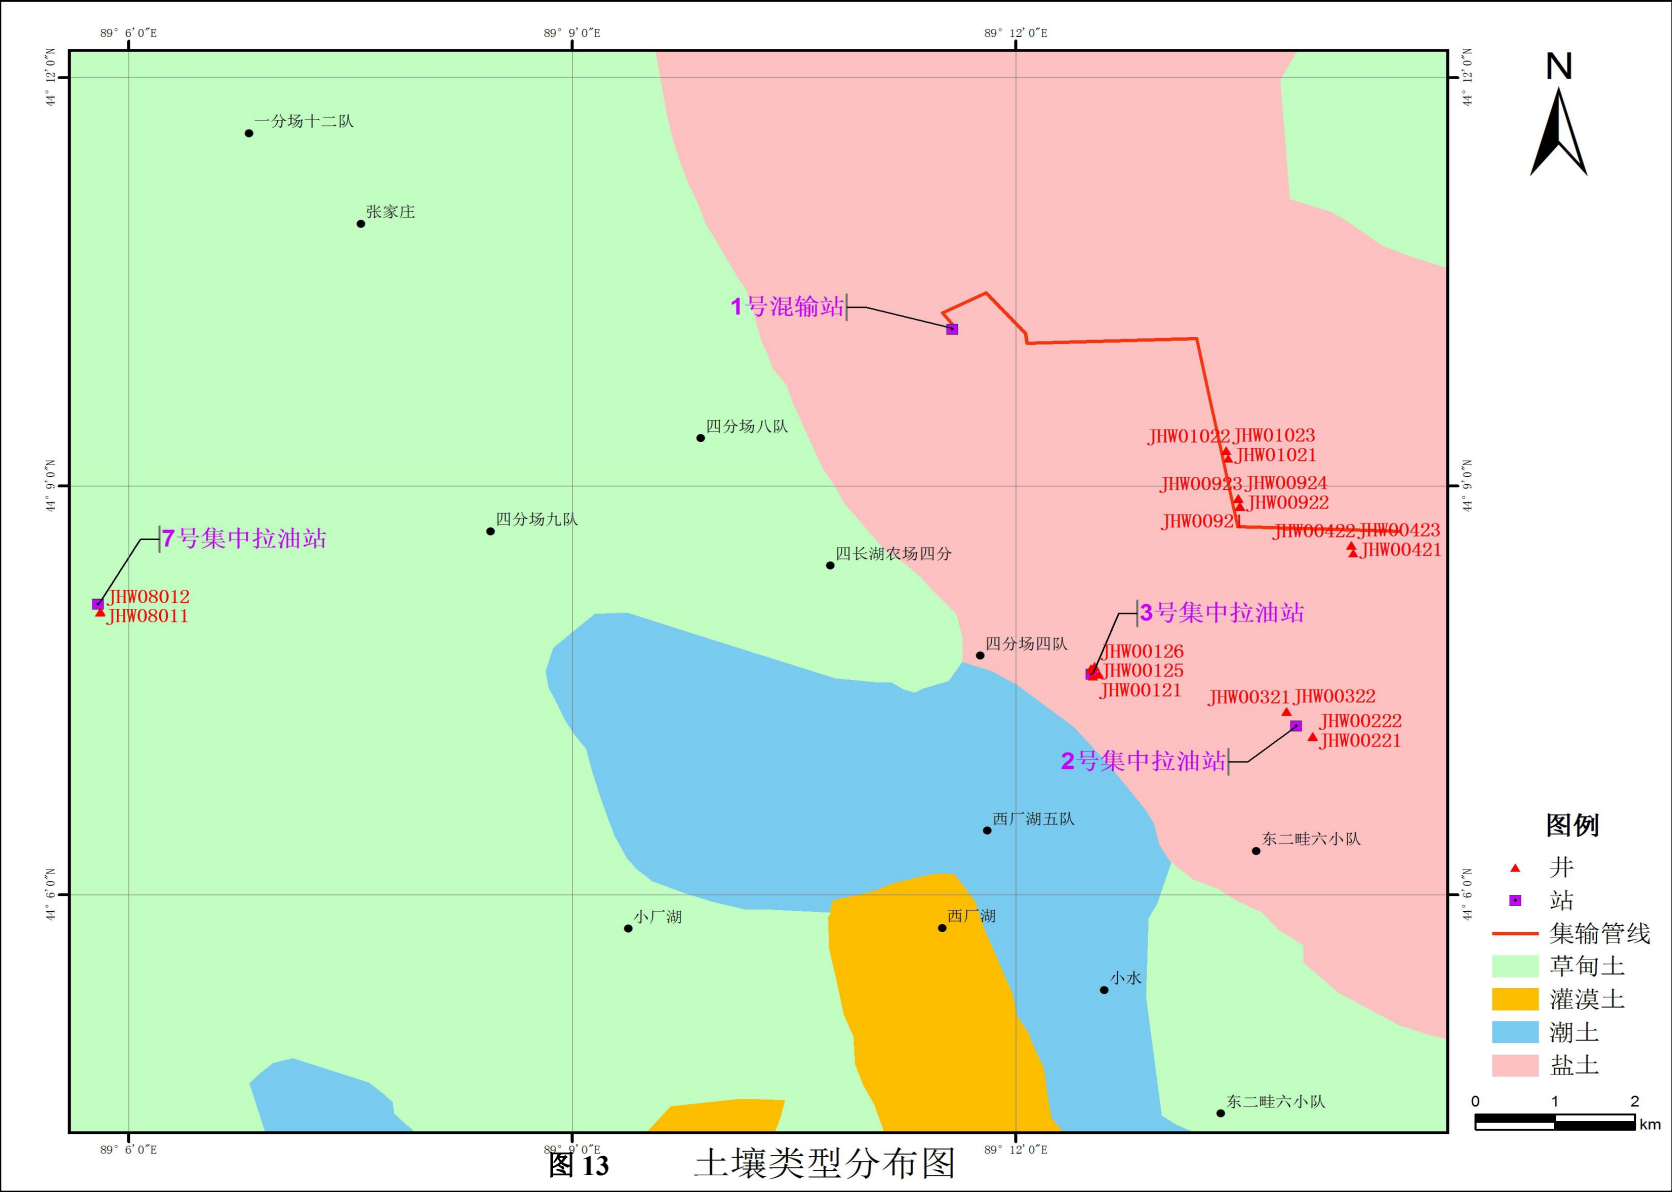 89° 6′0″E
89° 9′0″E
89° 12′0″E
44° 12′0″N
44° 12′0″N
N
一分场十二队
张家庄
1号混输站
四分场八队
JHW01022 JHW01023
JHW01021
44° 9′0″N
44° 9′0″N
JHW00923 JHW00924
JHW00922
JHW00921
JHW00422 JHW00423
JHW00421
四分场九队
7号集中拉油站
四长湖农场四分
JHW08012
JHW08011
3号集中拉油站
四分场四队
JHW00126
JHW00125
JHW00121
JHW00321 JHW00322
JHW00222
JHW00221
2号集中拉油站
西厂湖五队
东二畦六小队
44° 6′0″N
44° 6′0″N
小厂湖
西厂湖
小水
东二畦六小队
图例
井
站
集输管线
草甸土
灌漠土
潮土
盐土
0 1 2
km
89° 6′0″E
89° 9′0″E
89° 12′0″E
图 13 土壤类型分布图